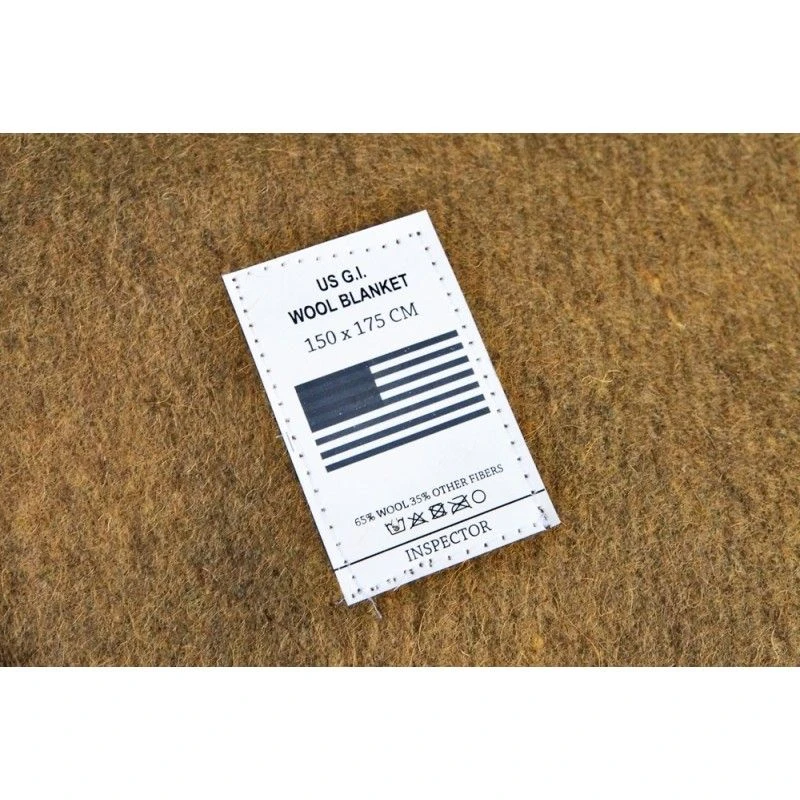 US G.I.
WOOL BLANKET
150 x 175 CM
65% WOOL 35% OTHER FIBERS
INSPECTOR